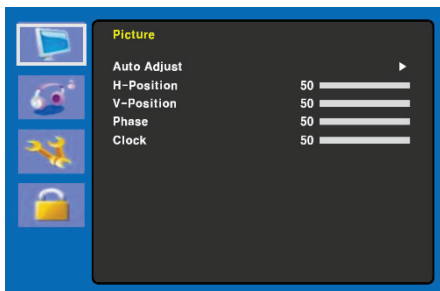 Picture
Auto Adjust
H-Position 50
V-Position 50
Phase 50
Clock 50